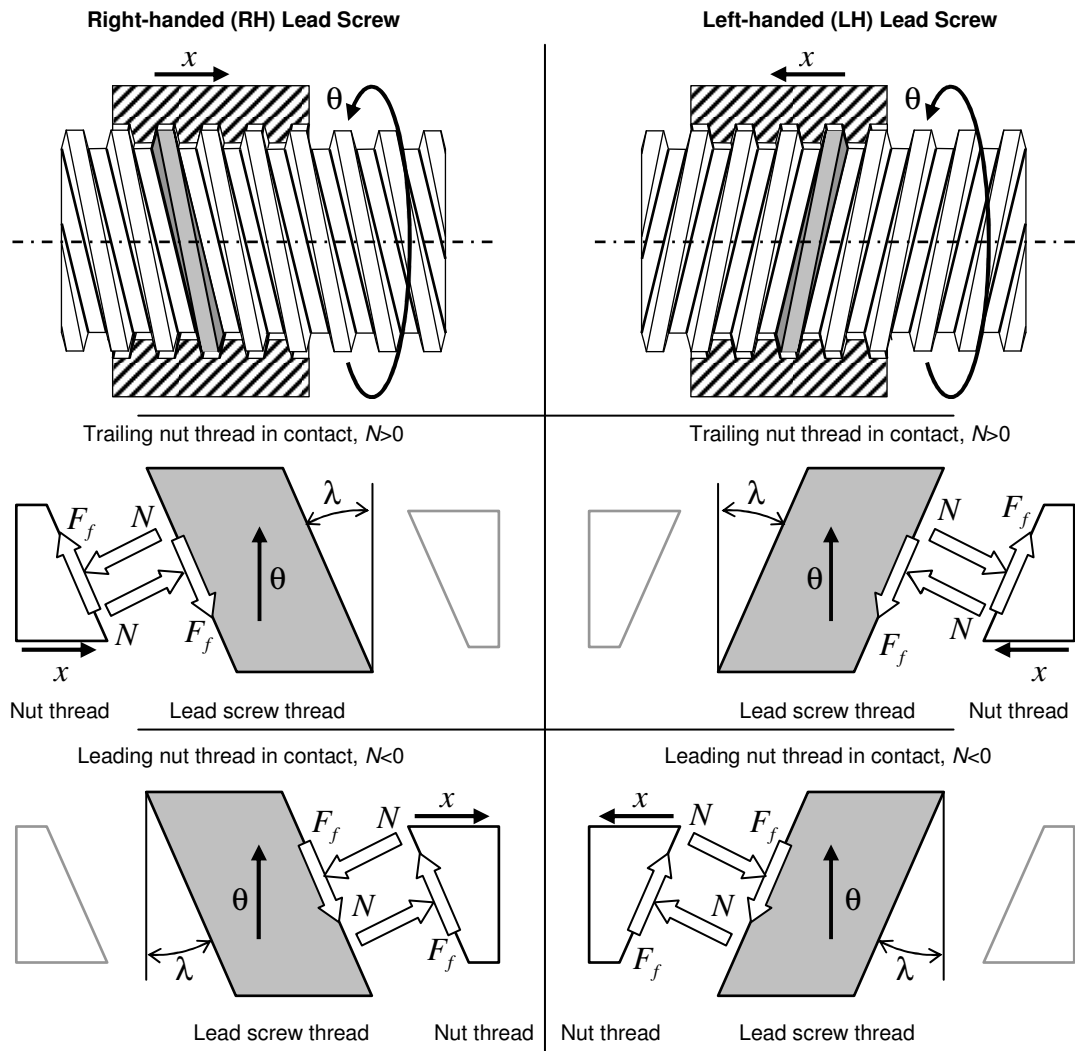 Right-handed (RH) Lead Screw
Left-handed (LH) Lead Screw
x
θ
x
θ
Trailing nut thread in contact, N>0
Trailing nut thread in contact, N>0
λ
F_f
N
θ
N
F_f
x
Nut thread
Lead screw thread
λ
N
F_f
θ
N
F_f
x
Lead screw thread
Nut thread
Leading nut thread in contact, N<0
Leading nut thread in contact, N<0
x
F_f
N
θ
N
F_f
λ
Lead screw thread
Nut thread
x
N
F_f
θ
N
F_f
λ
Nut thread
Lead screw thread